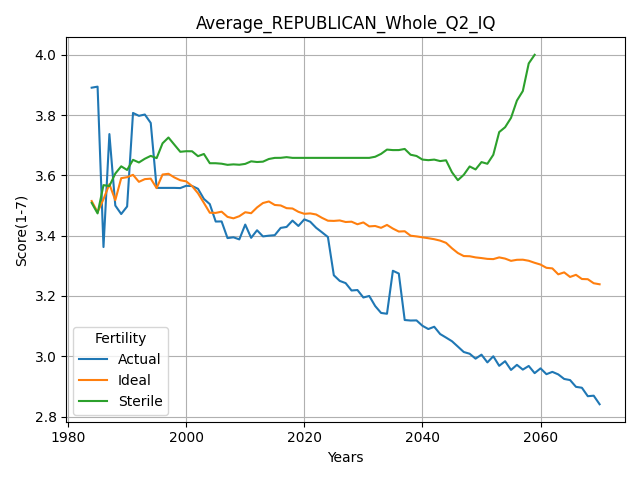 Average_REPUBLICAN_Whole_Q2_IQ
Score(1-7)
4.0
3.8
3.6
3.4
3.2
3.0
2.8
Fertility
Actual
Ideal
Sterile
1980
2000
2020
2040
2060
Years